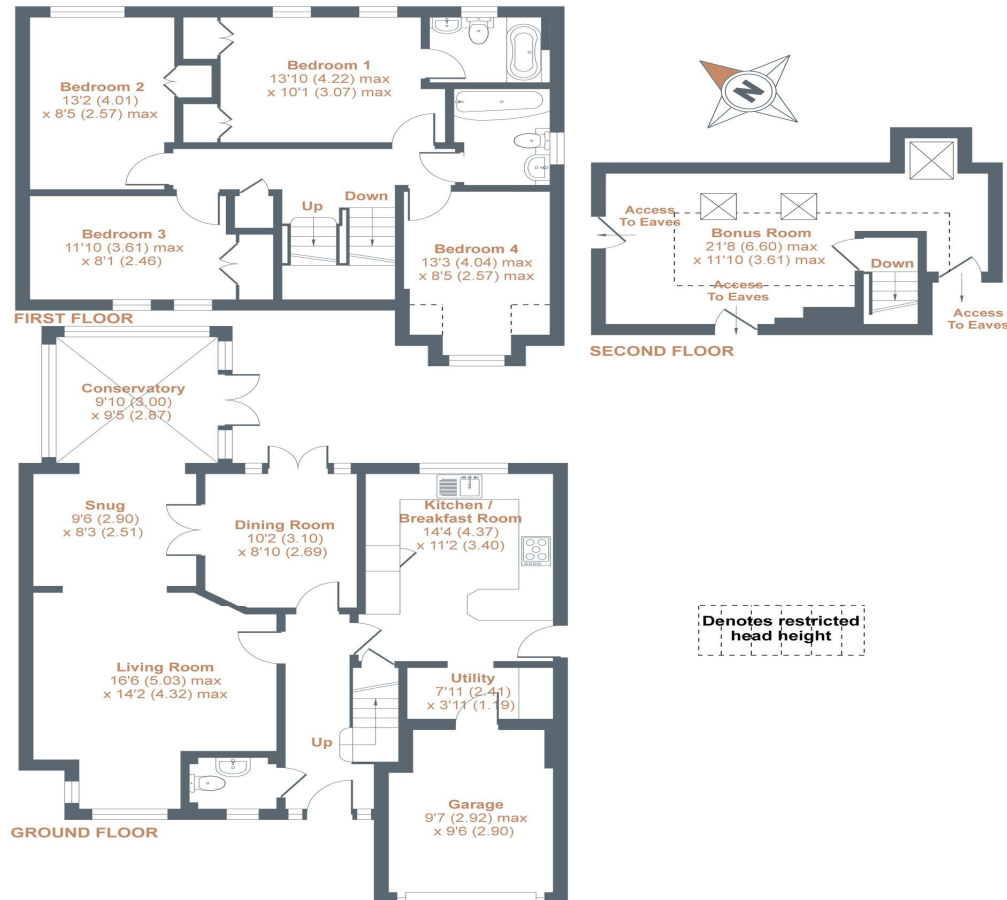 Bedroom 2
13'2 (4.01)
x 8'5 (2.57) max
Bedroom 1
13'10 (4.22) max
x 10'1 (3.07) max
Up
Down
Bedroom 3
11'10 (3.61) max
x 8'1 (2.46)
Bedroom 4
13'3 (4.04)
x 8'5 (2.57) max
FIRST FLOOR
N
Access
To Eaves
Bonus Room
21'8 (6.60) max
x 11'10 (3.61) max
Down
Access
To Eaves
Access
To Eaves
SECOND FLOOR
Conservatory
9'10 (3.00)
x 9'5 (2.87)
Snug
9'6 (2.90)
x 8'3 (2.51)
Dining Room
10'2 (3.10)
x 8'10 (2.69)
Kitchen /
Breakfast Room
14'4 (4.37)
x 11'2 (3.40)
Living Room
16'6 (5.03) max
x 14'2 (4.32) max
Utility
7'11 (2.41)
x 3'11 (1.19)
Up
Garage
9'7 (2.92) max
x 9'6 (2.90)
GROUND FLOOR
Denotes restricted
head height